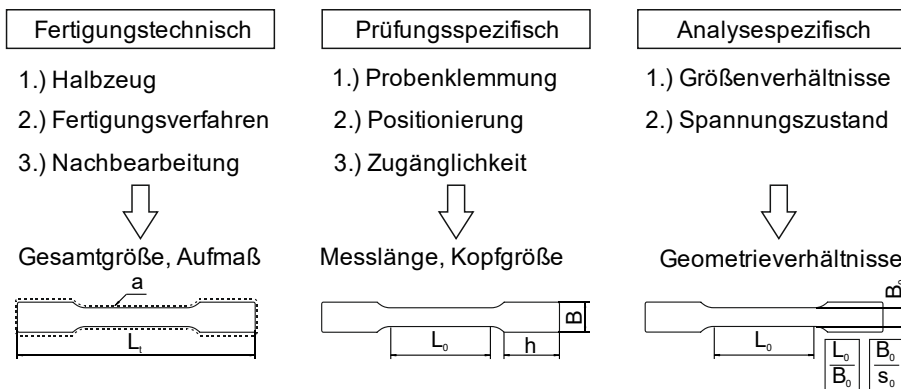 Fertigungstechnisch
1.) Halbzeug
2.) Fertigungsverfahren
3.) Nachbearbeitung
Gesamtgröße, Aufmaß
a
Lt
Prüfungsspezifisch
1.) Probenklemmung
2.) Positionierung
3.) Zugänglichkeit
Messlänge, Kopfgröße
B
L0
h
Analysespezifisch
1.) Größenverhältnisse
2.) Spannungszustand
Geometrieverhältnisse
B0
L0
L0
B0
B0
s0